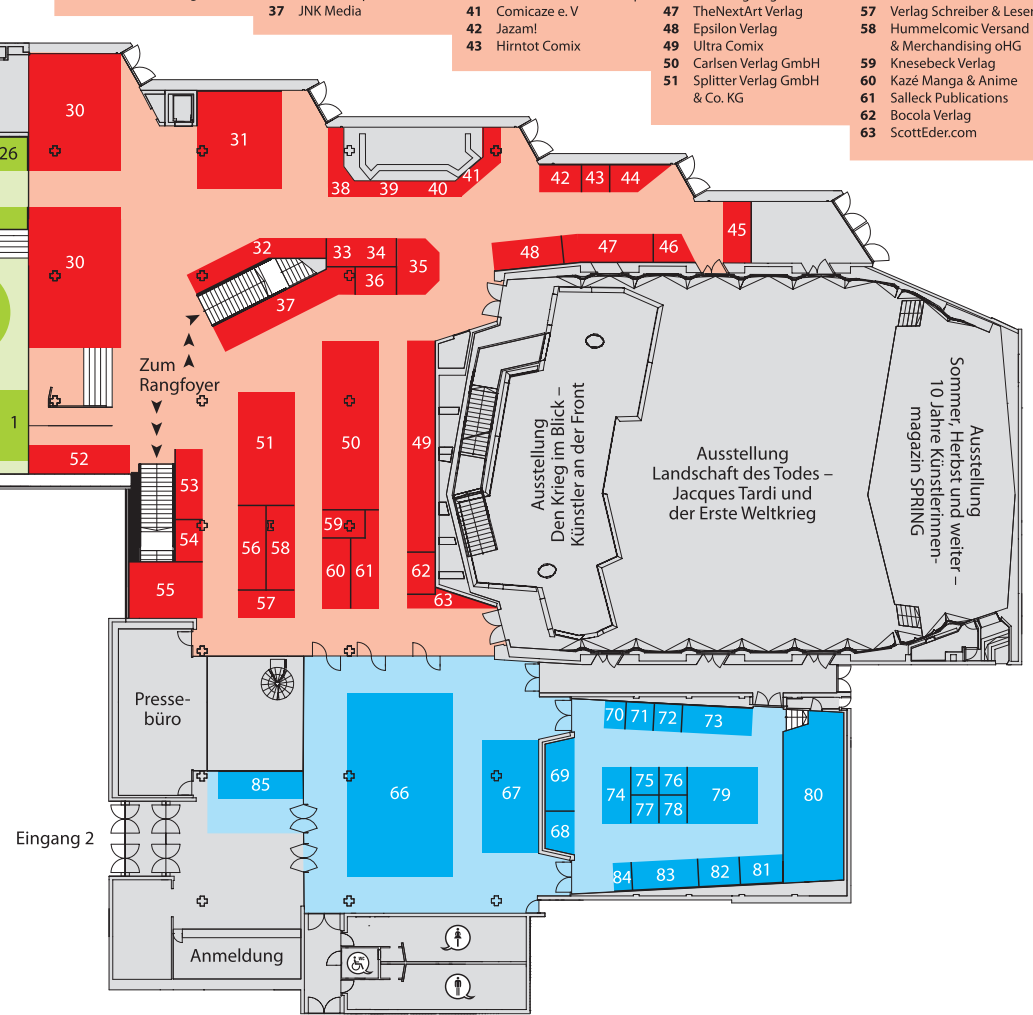 37 JNK Media
41 Comicaze e. V
42 Jazam!
43 Hirntot Comix
47 TheNextArt Verlag
48 Epsilon Verlag
49 Ultra Comix
50 Carlsen Verlag GmbH
51 Splitter Verlag GmbH
& Co. KG
57 Verlag Schreiber & Leser
58 Hummelcomic Versand
& Merchandising oHG
59 Knesebeck Verlag
60 Kazé Manga & Anime
61 Salleck Publications
62 Bocola Verlag
63 ScottEder.com
30
31
26
38
39
40
41
42
43
44
45
30
32
33
34
35
36
37
48
47
46
Zum
Rangfoyer
1
52
51
50
49
53
54
55
56
58
57
59
60
61
62
63
Ausstellung
Den Krieg im Blick –
Künstler an der Front
Ausstellung
Landschaft des Todes –
Jacques Tardi und
der Erste Weltkrieg
Ausstellung
Sommer, Herbst und weiter –
10 Jahre Künstlerinnen-
magazin SPRING
Presse-
büro
85
66
67
69
68
70
71
72
73
74
75
76
77
78
79
80
84
83
82
81
Eingang 2
Anmeldung
WC